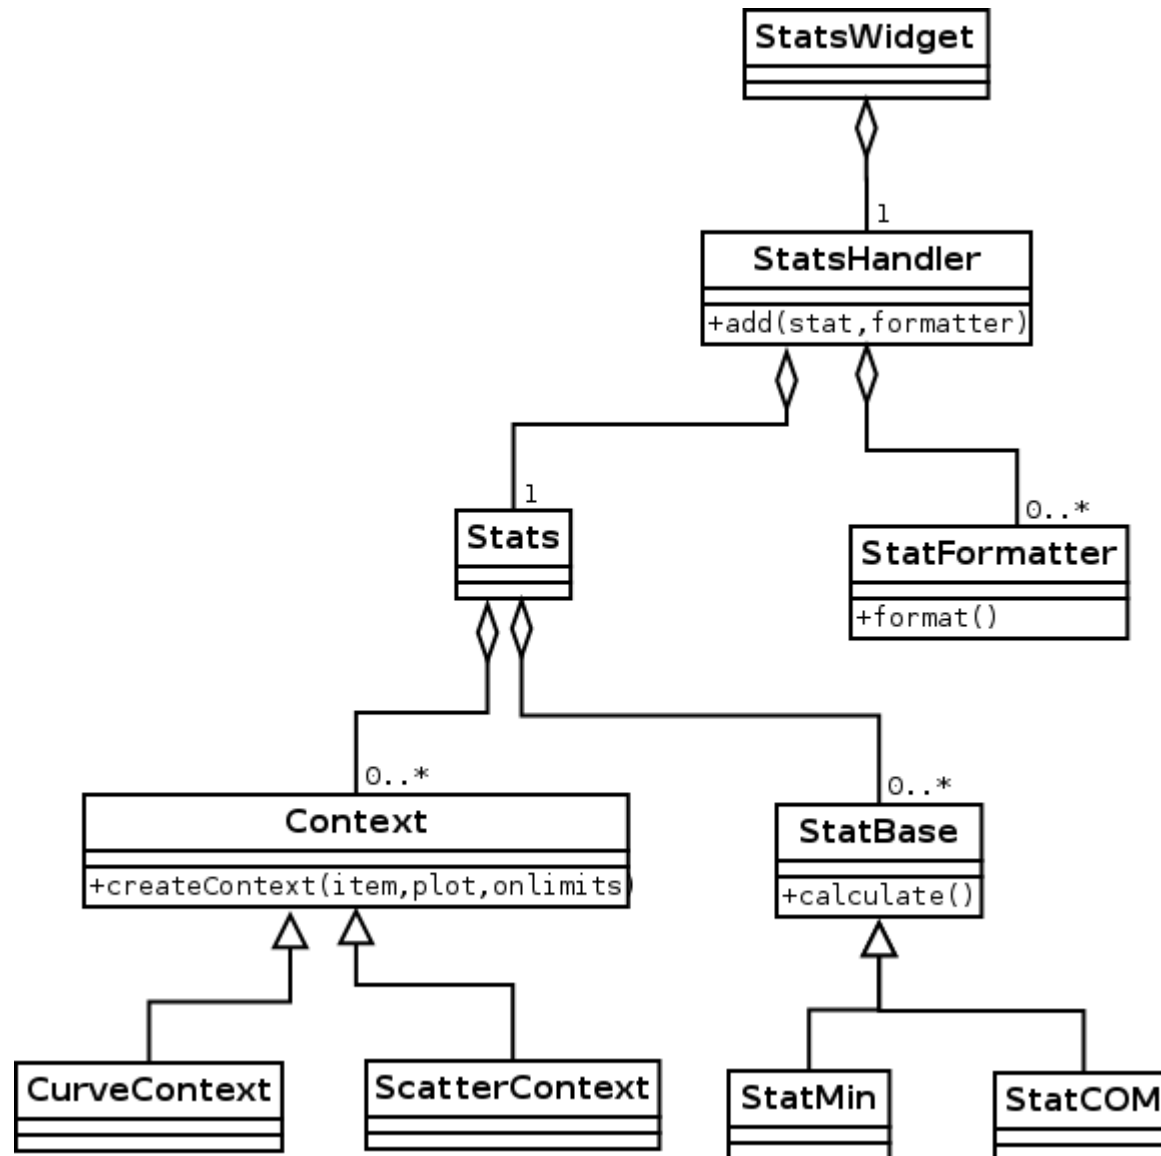 StatsWidget
1
StatsHandler
+add(stat,formatter)
1
0..*
Stats
StatFormatter
+format()
0..*
0..*
Context
StatBase
+createContext(item,plot,onlimits)
+calculate()
CurveContext
ScatterContext
StatMin
StatCOM